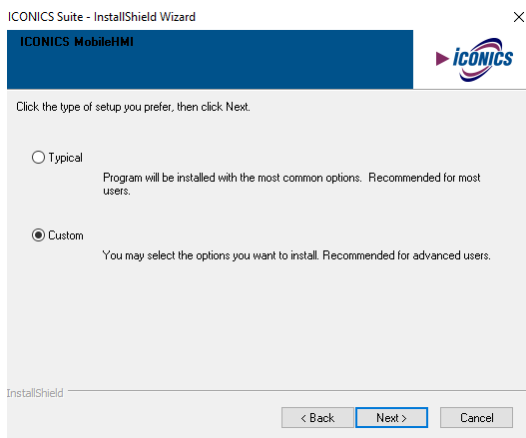 ICONICS Suite - InstallShield Wizard
ICONICS MobileHMI
ICONICS
Click the type of setup you prefer, then click Next.
Typical
Program will be installed with the most common options. Recommended for most
users.
Custom
You may select the options you want to install. Recommended for advanced users.
InstallShield
< Back
Next >
Cancel